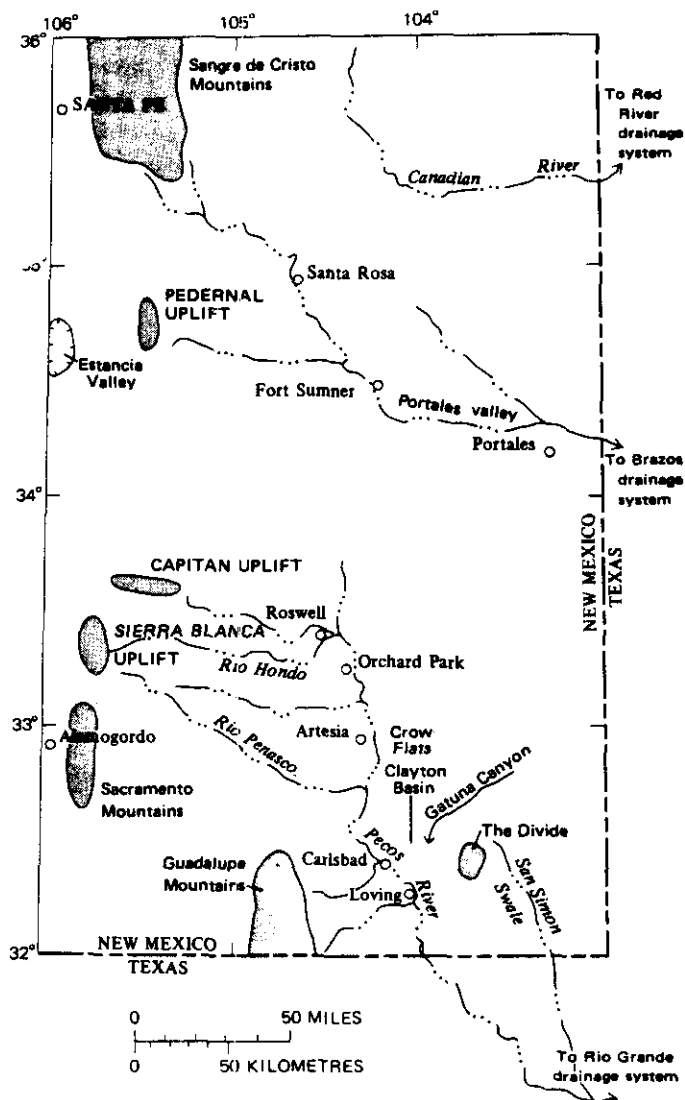 106°
105°
104°
36°
Sangre de Cristo
Mountains
SANTA FE
To Red
River
drainage
system
Canadian
River
Santa Rosa
PEDERNAL
UPLIFT
Estancia
Valley
Fort Sumner
Portales valley
Portales
To Brazos
drainage
system
34°
NEW MEXICO
TEXAS
CAPITAN UPLIFT
Roswell
SIERRA BLANCA
UPLIFT
Rio Hondo
Orchard Park
33°
Alamogordo
Rio Penasco
Artesia
Crow
Flats
Clayton
Basin
Gatuna Canyon
Sacramento
Mountains
The Divide
Guadalupe
Mountains
Carlsbad
Pecos
River
Loving
San Simon
Swale
32°
NEW MEXICO
TEXAS
0
50 MILES
0
50 KILOMETRES
To Rio Grande
drainage system